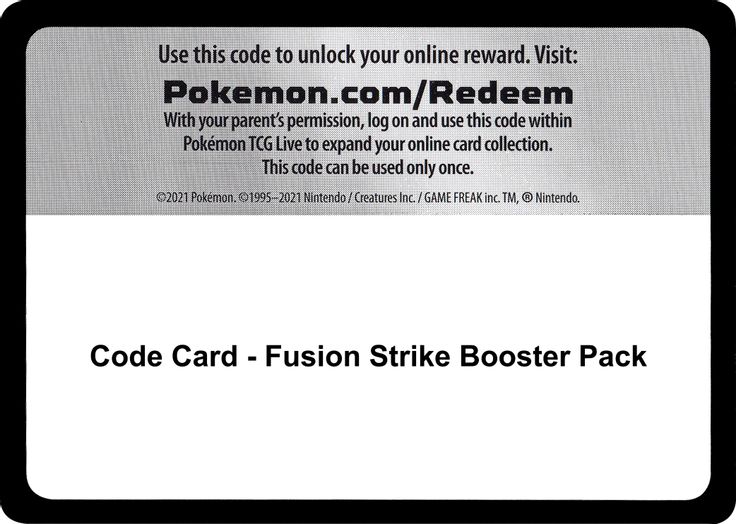 Use this code to unlock your online reward. Visit:
Pokemon.com/Redeem
With your parent's permission, log on and use this code within
Pokémon TCG Live to expand your online card collection.
This code can be used only once.
©2021 Pokémon. ©1995–2021 Nintendo / Creatures Inc. / GAME FREAK inc. TM, ® Nintendo.
Code Card - Fusion Strike Booster Pack